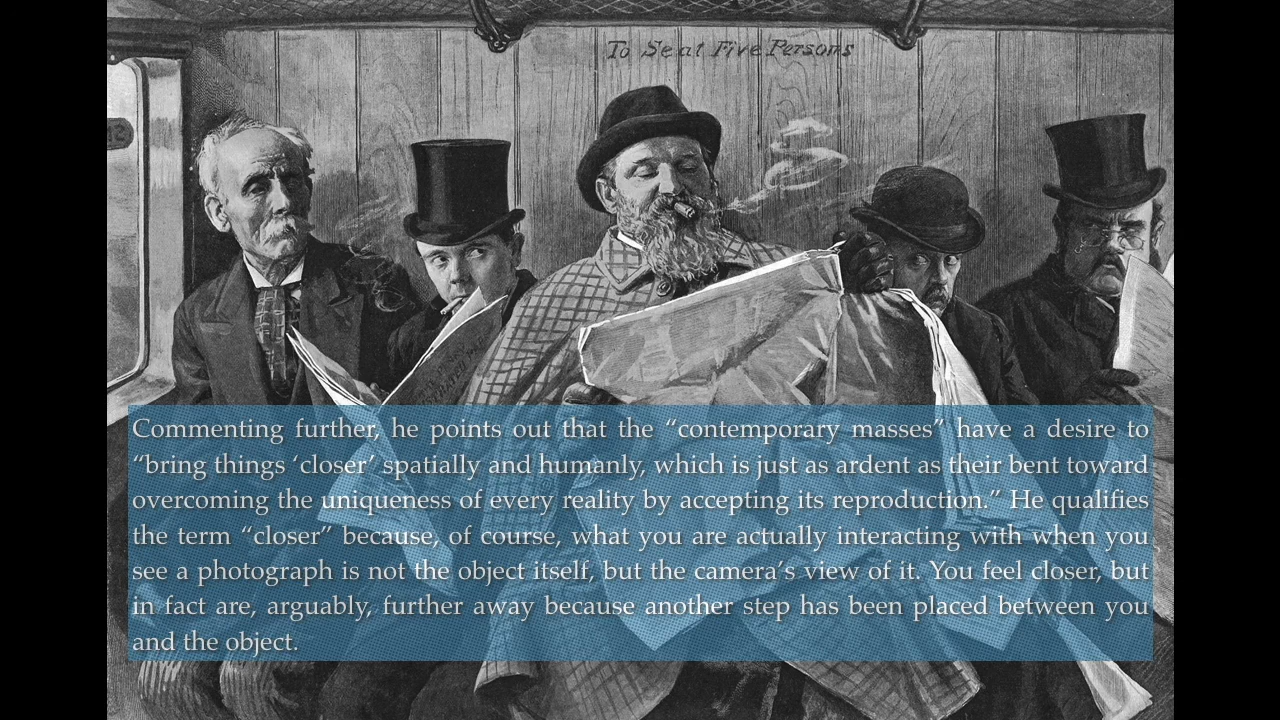 To Seat Five Persons
12
Commenting further, he points out that the “contemporary masses” have a desire to
“bring things ‘closer’ spatially and humanly, which is just as ardent as their bent toward
overcoming the uniqueness of every reality by accepting its reproduction.” He qualifies
the term “closer” because, of course, what you are actually interacting with when you
see a photograph is not the object itself, but the camera’s view of it. You feel closer, but
in fact are, arguably, further away because another step has been placed between you
and the object.